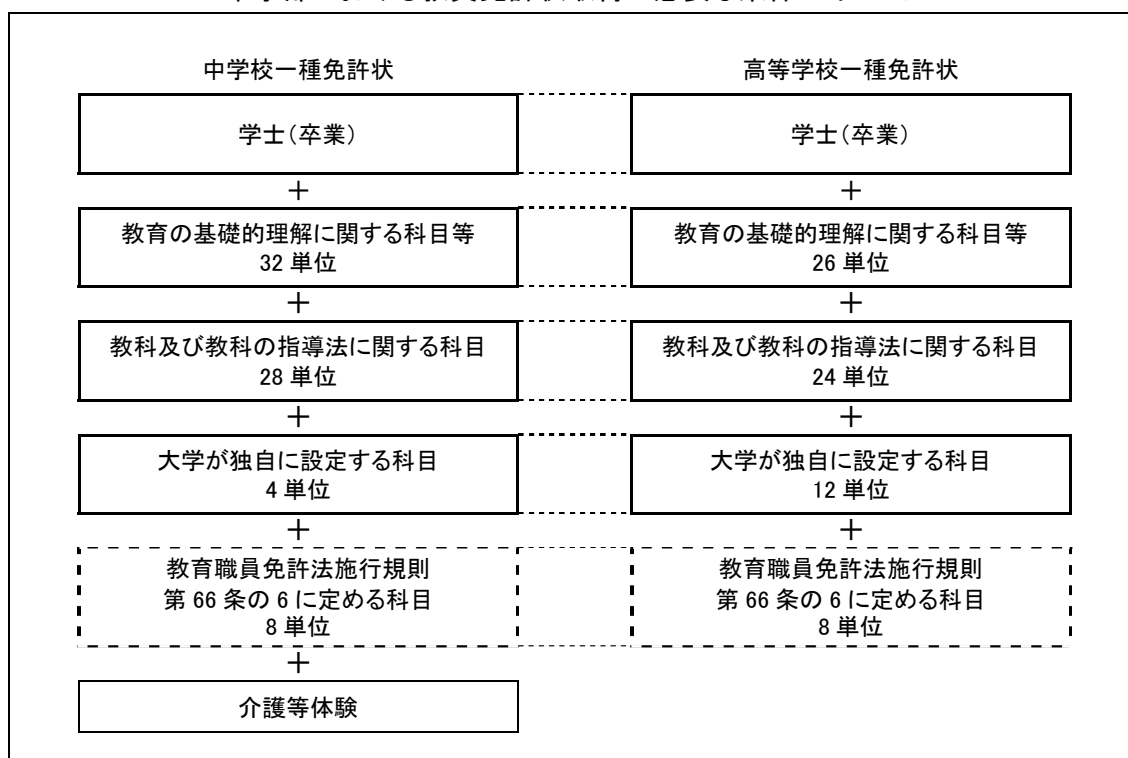 中学校一種免許状
高等学校一種免許状
学士(卒業)
学士(卒業)
+
+
教育の基礎的理解に関する科目等
32 単位
教育の基礎的理解に関する科目等
26 単位
+
+
教科及び教科の指導法に関する科目
28 単位
教科及び教科の指導法に関する科目
24 単位
+
+
大学が独自に設定する科目
4 単位
大学が独自に設定する科目
12 単位
+
+
教育職員免許法施行規則
第 66 条の 6 に定める科目
8 単位
教育職員免許法施行規則
第 66 条の 6 に定める科目
8 単位
+
介護等体験